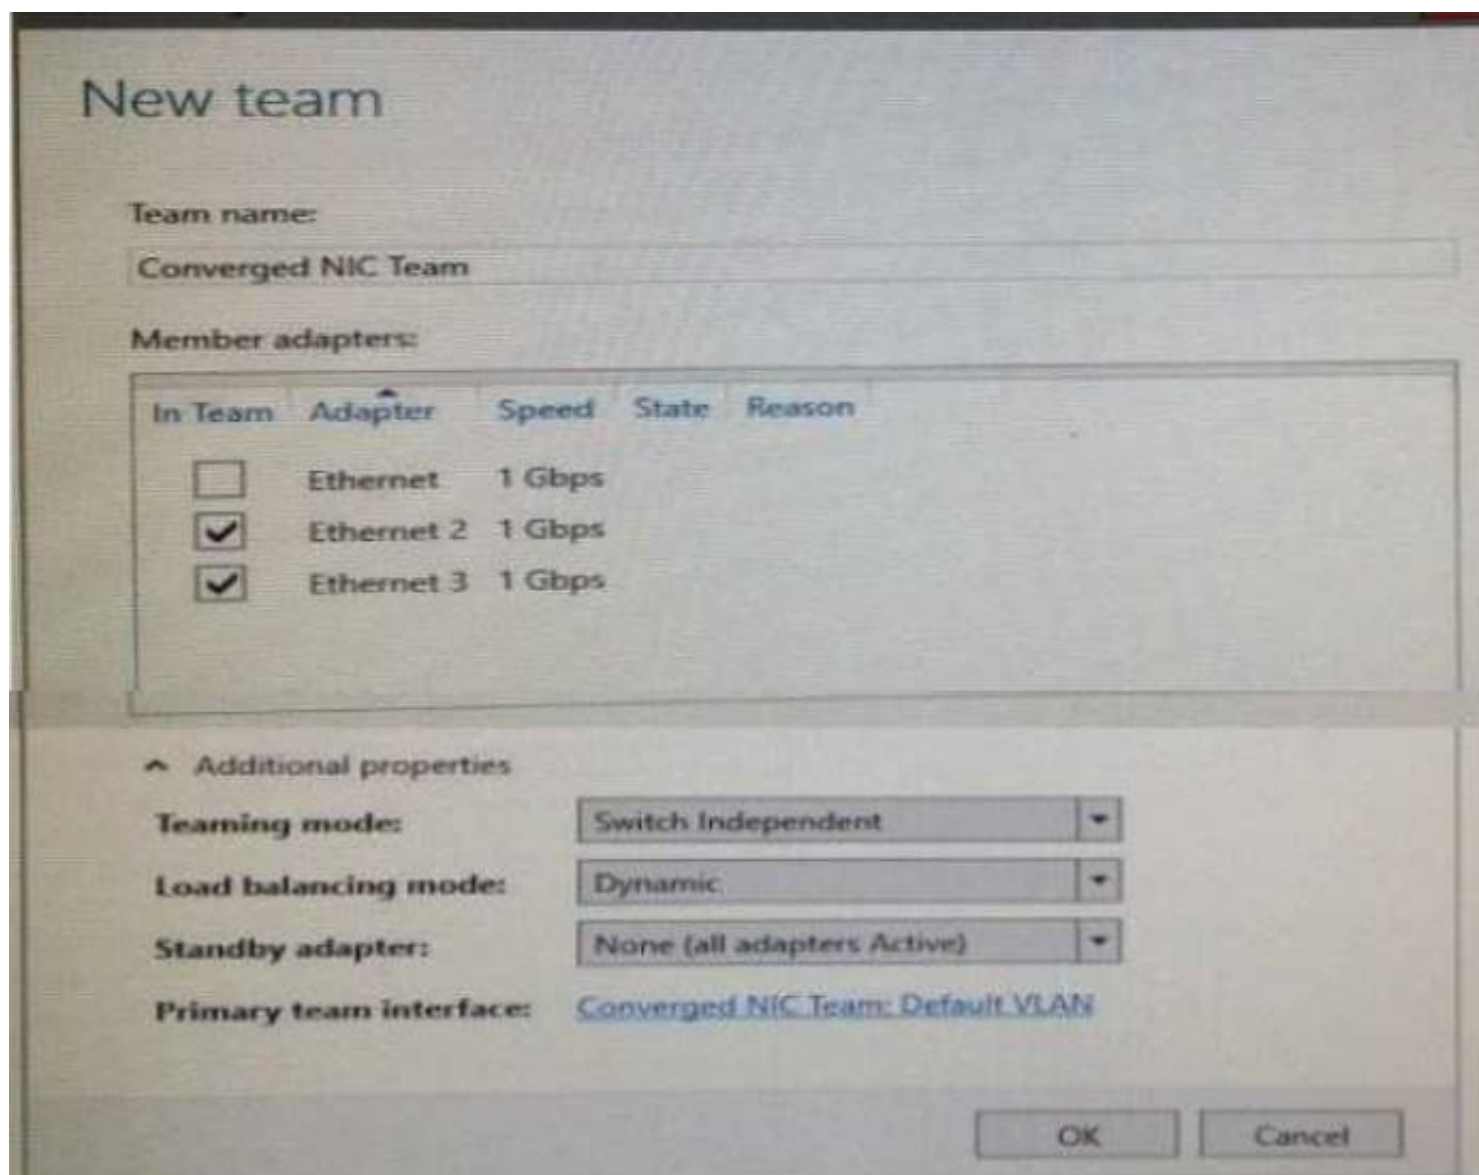 New team
Team name:
Converged NIC Team
Member adapters:
In Team Adapter Speed State Reason
Ethernet 1 Gbps
Ethernet 2 1 Gbps
Ethernet 3 1 Gbps
Additional properties
Teaming mode: Switch Independent
Load balancing mode: Dynamic
Standby adapter: None (all adapters Active)
Primary team interface: Converged NIC Team: Default VLAN
OK Cancel